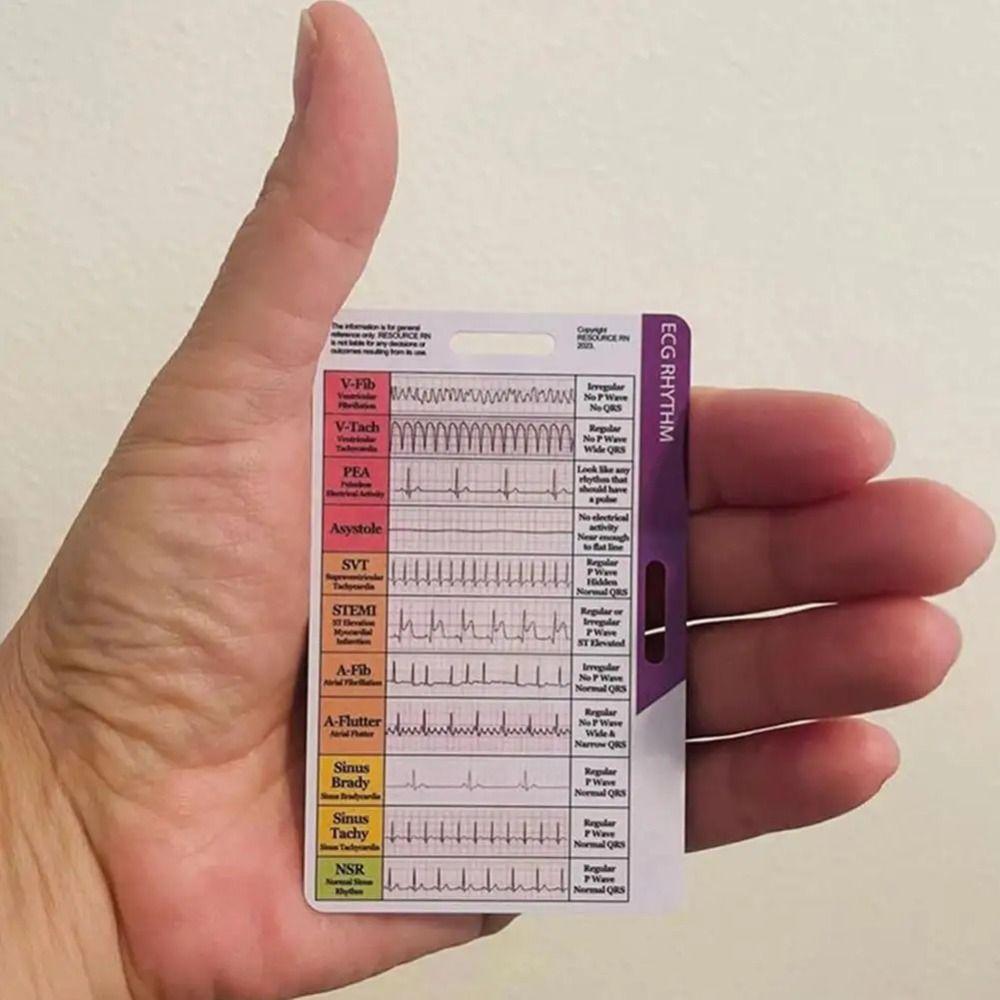 The information is for general
reference only. RESOURCE RN
is not liable for any decisions or
outcomes resulting from its use.
Copyright
RESOURCE RN
2023.
ECG RHYTHM
V-Fib
Ventricular
Fibrillation
Irregular
No P Wave
No QRS
V-Tach
Ventricular
Tachycardia
Regular
No P Wave
Wide QRS
PEA
Pulseless
Electrical Activity
Look like any
rhythm that
should have
a pulse
Asystole
No electrical
activity
Near enough
to flat line
SVT
Supraventricular
Tachycardia
Regular
P Wave
Hidden
Normal QRS
STEMI
ST Elevation
Myocardial
Infarction
Regular or
Irregular
P Wave
ST Elevated
A-Fib
Atrial Fibrillation
Irregular
No P Wave
Normal QRS
A-Flutter
Atrial Flutter
Regular
No P Wave
Wide &
Narrow QRS
Sinus
Brady
Sinus Bradycardia
Regular
P Wave
Normal QRS
Sinus
Tachy
Sinus Tachycardia
Regular
P Wave
Normal QRS
NSR
Normal Sinus
Rhythm
Regular
P Wave
Normal QRS